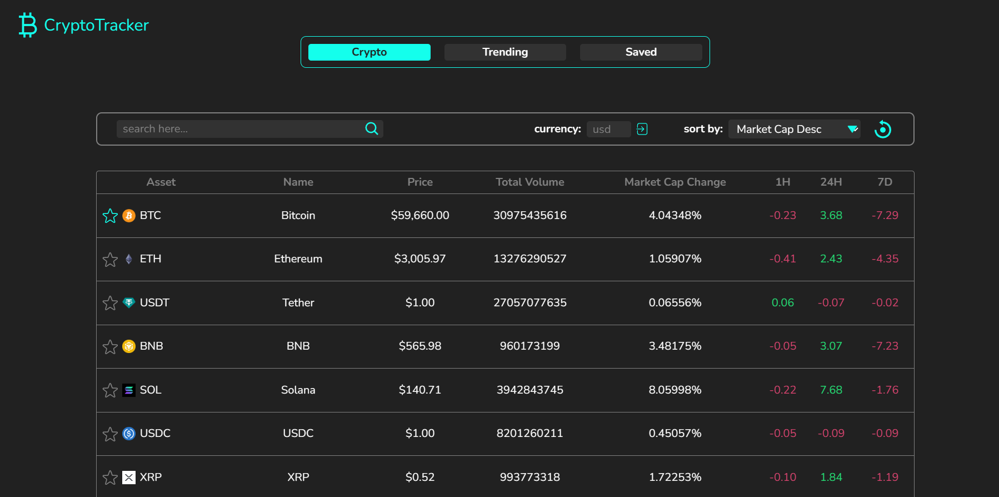 CryptoTracker
Crypto Trending Saved
search here... currency: usd sort by: Market Cap Desc
Asset Name Price Total Volume Market Cap Change 1H 24H 7D
BTC Bitcoin $59,660.00 30975435616 4.04348% -0.23 3.68 -7.29
ETH Ethereum $3,005.97 13276290527 1.05907% -0.41 2.43 -4.35
USDT Tether $1.00 27057077635 0.06556% 0.06 -0.07 -0.02
BNB BNB $565.98 960173199 3.48175% -0.05 3.07 -7.23
SOL Solana $140.71 3942843745 8.05998% -0.22 7.68 -1.76
USDC USDC $1.00 8201260211 0.45057% -0.05 -0.09 -0.09
XRP XRP $0.52 993773318 1.72253% -0.10 1.84 -1.19